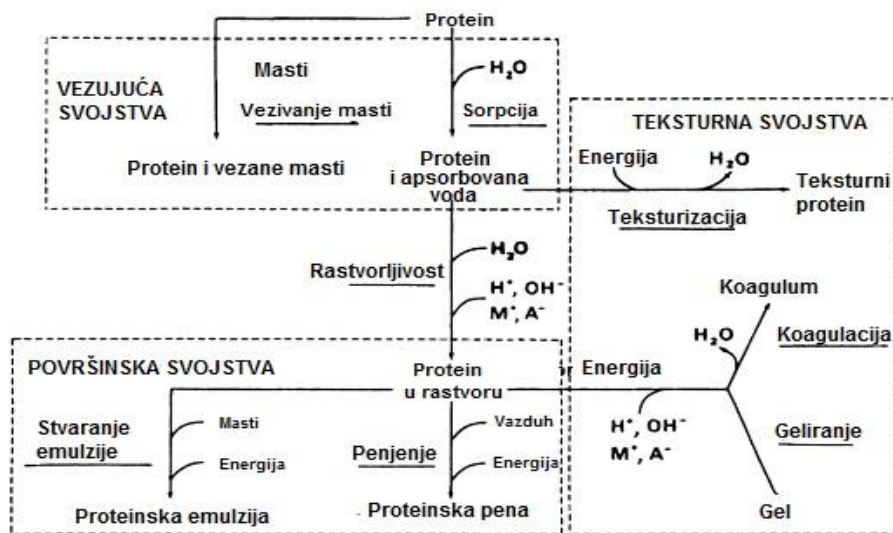 Protein
VEZUJUĆA
SVOJSTVA
Masti
Vezivanje masti
H₂O
Sorpcija
Protein i vezane masti
Protein
i apsorbovana
voda
TEKSTURNA SVOJSTVA
Energija
H₂O
Teksturizacija
Teksturni
protein
Rastvorljivost
H₂O
H⁺, OH⁻
M⁺, A⁻
POVRŠINSKA SVOJSTVA
Protein
u rastvoru
Stvaranje
emulzije
Masti
Energija
Proteinska emulzija
Penjenje
Vazduh
Energija
Proteinska pena
Energija
H⁺, OH⁻
M⁺, A⁻
H₂O
Koagulum
Koagulacija
Geliranje
Gel